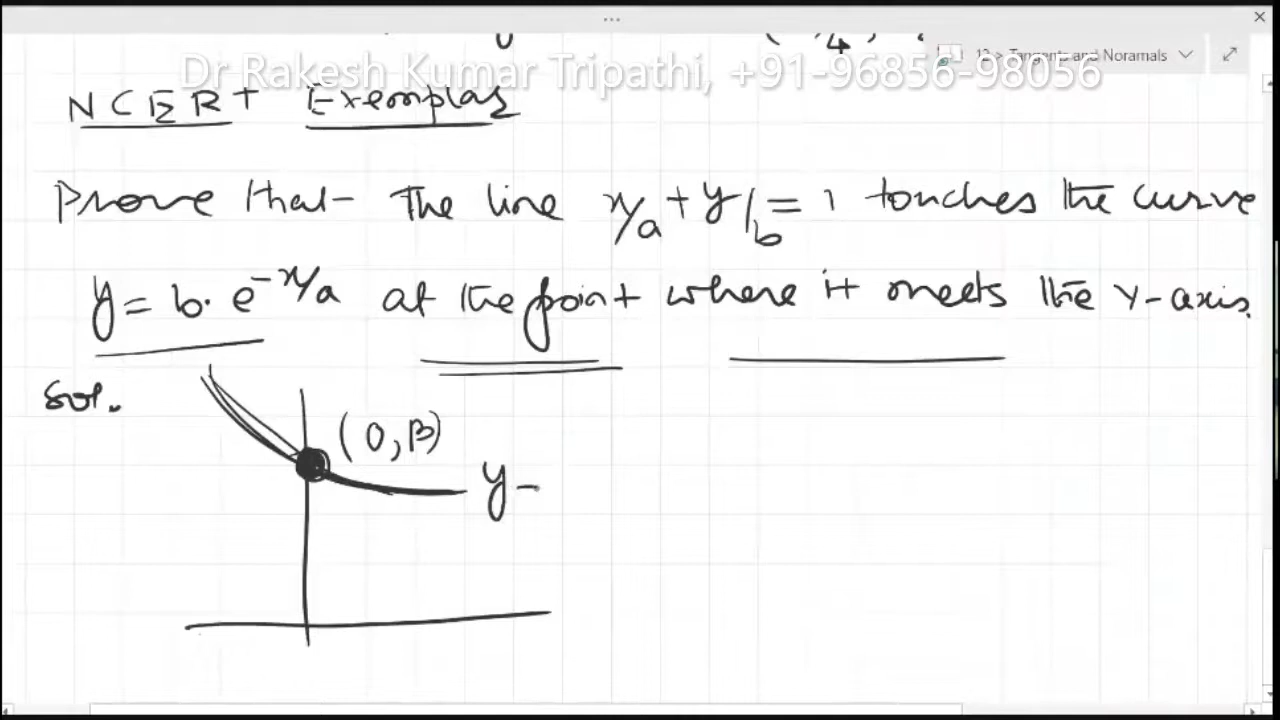 Dr Rakesh Kumar Tripathi, +91-96856-98056
12 > Tangents and Noramals
NCERT Exemplar
Prove that- The line x/a + y/b = 1 touches the curve
y = b. e^-x/a at the point where it meets the Y-axis.
Sol.
(0, B)
y -